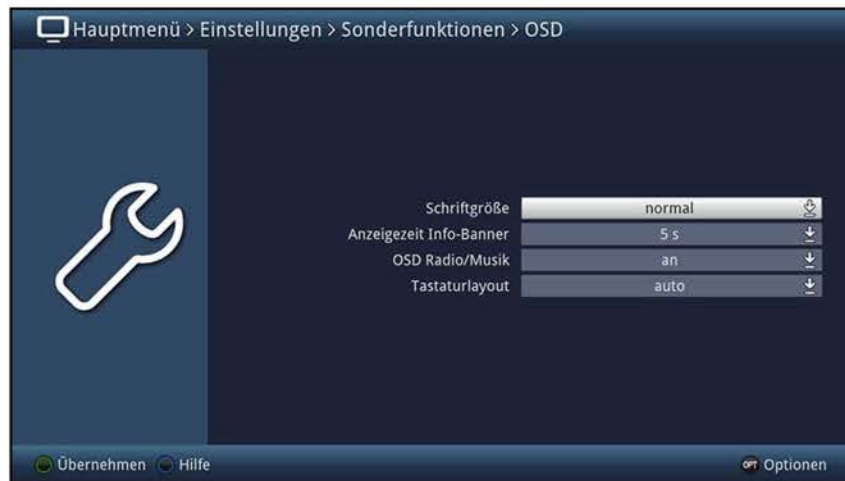 Hauptmenü > Einstellungen > Sonderfunktionen > OSD
Schriftgröße normal
Anzeigezeit Info-Banner 5 s
OSD Radio/Musik an
Tastaturlayout auto
Übernehmen Hilfe OPT Optionen